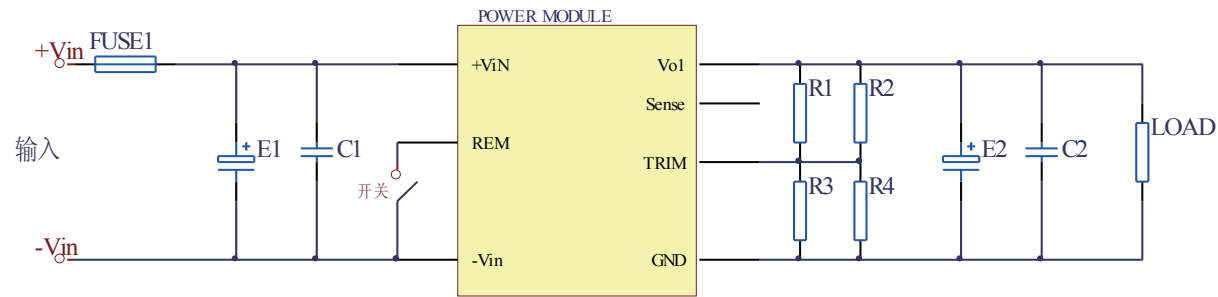 POWER MODULE
FUSE1
+Vin
+ViN
Vo1
R1
R2
Sense
LOAD
输入
REM
E1
C1
TRIM
E2
C2
开关
R3
R4
-Vin
-Vin
GND